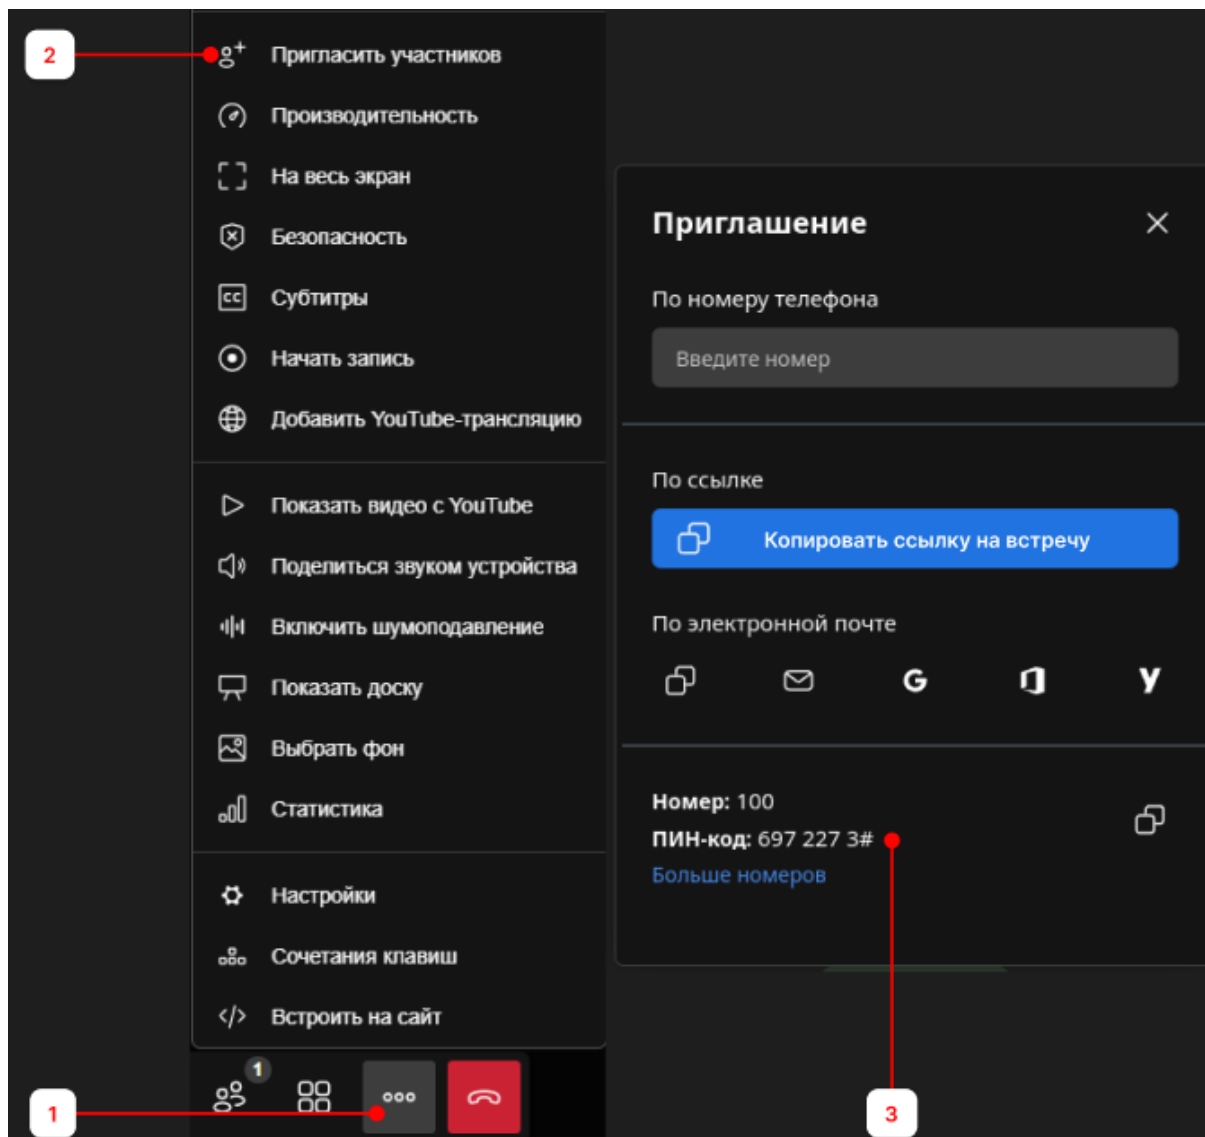 2
Пригласить участников
Производительность
На весь экран
Безопасность
CC
Субтитры
Начать запись
Добавить YouTube-трансляцию
Показать видео с YouTube
Поделиться звуком устройства
Включить шумоподавление
Показать доску
Выбрать фон
Статистика
Настройки
Сочетания клавиш
Встроить на сайт
1
1
Приглашение
По номеру телефона
Введите номер
По ссылке
Копировать ссылку на встречу
По электронной почте
G
У
Номер: 100
ПИН-код: 697 227 3#
Больше номеров
3